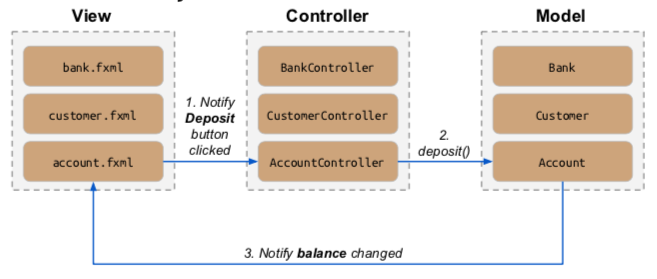 View
Controller
Model
bank.fxml
BankController
Bank
1. Notify
Deposit
button
clicked
customer.fxml
CustomerController
Customer
2.
deposit()
account.fxml
AccountController
Account
3. Notify balance changed